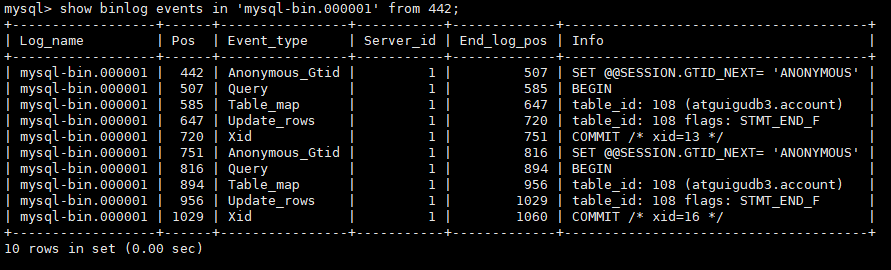 mysql> show binlog events in 'mysql-bin.000001' from 442;
+------------------+------+----------------+-----------+-------------+--------------------------------------+
| Log_name         | Pos  | Event_type     | Server_id | End_log_pos | Info                                 |
+------------------+------+----------------+-----------+-------------+--------------------------------------+
| mysql-bin.000001 |  442 | Anonymous_Gtid |         1 |         507 | SET @@SESSION.GTID_NEXT= 'ANONYMOUS' |
| mysql-bin.000001 |  507 | Query          |         1 |         585 | BEGIN                                |
| mysql-bin.000001 |  585 | Table_map      |         1 |         647 | table_id: 108 (atguigudb3.account)   |
| mysql-bin.000001 |  647 | Update_rows    |         1 |         720 | table_id: 108 flags: STMT_END_F      |
| mysql-bin.000001 |  720 | Xid            |         1 |         751 | COMMIT /* xid=13 */                  |
| mysql-bin.000001 |  751 | Anonymous_Gtid |         1 |         816 | SET @@SESSION.GTID_NEXT= 'ANONYMOUS' |
| mysql-bin.000001 |  816 | Query          |         1 |         894 | BEGIN                                |
| mysql-bin.000001 |  894 | Table_map      |         1 |         956 | table_id: 108 (atguigudb3.account)   |
| mysql-bin.000001 |  956 | Update_rows    |         1 |        1029 | table_id: 108 flags: STMT_END_F      |
| mysql-bin.000001 | 1029 | Xid            |         1 |        1060 | COMMIT /* xid=16 */                  |
+------------------+------+----------------+-----------+-------------+--------------------------------------+
10 rows in set (0.00 sec)